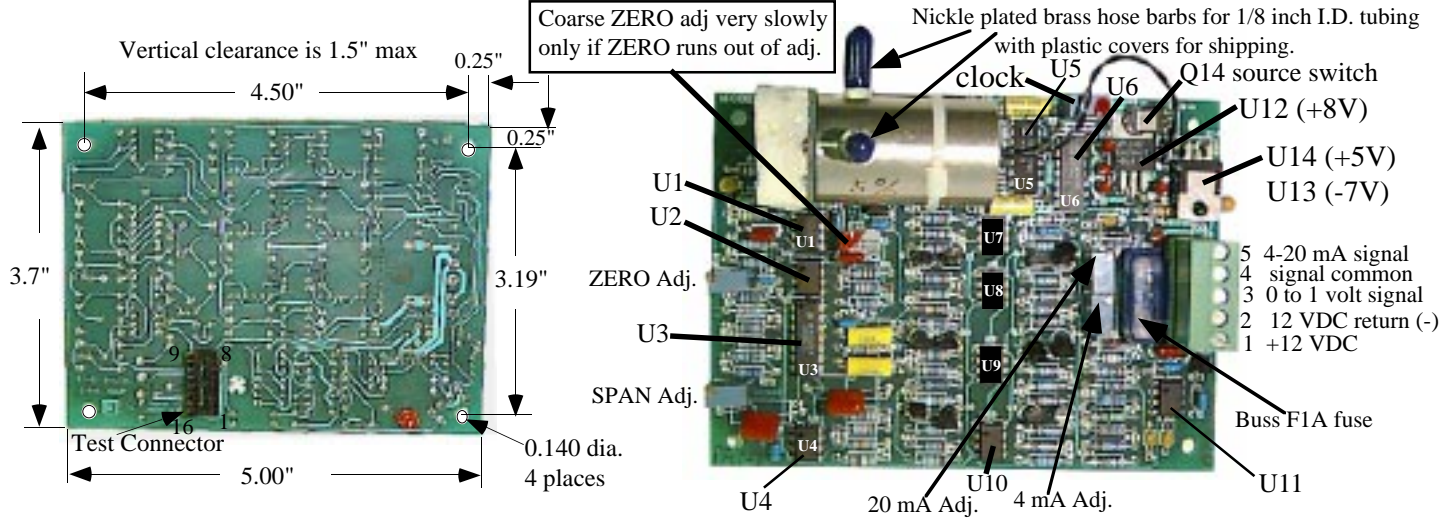 Vertical clearance is 1.5" max
0.25"
4.50"
0.25"
3.7"
3.19"
9
8
16
1
Test Connector
5.00"
0.140 dia.
4 places
Coarse ZERO adj very slowly
only if ZERO runs out of adj.
Nickle plated brass hose barbs for 1/8 inch I.D. tubing
with plastic covers for shipping.
clock
U5
U6
Q14 source switch
U12 (+8V)
U14 (+5V)
U13 (-7V)
U5
U6
U1
U2
U1
U7
ZERO Adj.
U8
U3
U3
U9
SPAN Adj.
U4
U4
U10
20 mA Adj.
4 mA Adj.
U11
Buss F1A fuse
5 4-20 mA signal
4 signal common
3 0 to 1 volt signal
2 12 VDC return (-)
1 +12 VDC